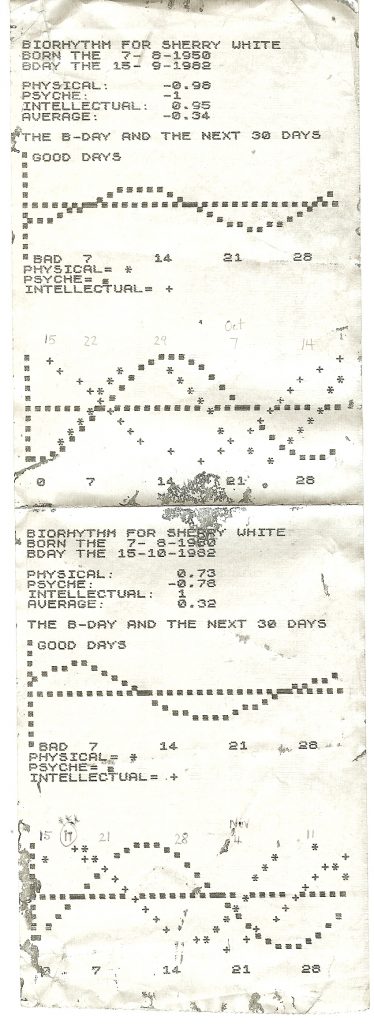 BIORHYTHM FOR SHERRY WHITE
BORN THE 7- 8-1950
BDAY THE 15- 9-1982
PHYSICAL: -0.98
PSYCHE: -1
INTELLECTUAL: 0.95
AVERAGE: -0.34
THE B-DAY AND THE NEXT 30 DAYS
GOOD DAYS
BAD 7 14 21 28
PHYSICAL= *
PSYCHE= ■
INTELLECTUAL= +
Oct
15 22 29 7 14
0 7 14 21 28
BIORHYTHM FOR SHERRY WHITE
BORN THE 7- 8-1950
BDAY THE 15-10-1982
PHYSICAL: 0.73
PSYCHE: -0.78
INTELLECTUAL: 1
AVERAGE: 0.32
THE B-DAY AND THE NEXT 30 DAYS
GOOD DAYS
BAD 7 14 21 28
PHYSICAL= *
PSYCHE= ■
INTELLECTUAL= +
Nov
15 17 21 28 4 11
0 7 14 21 28